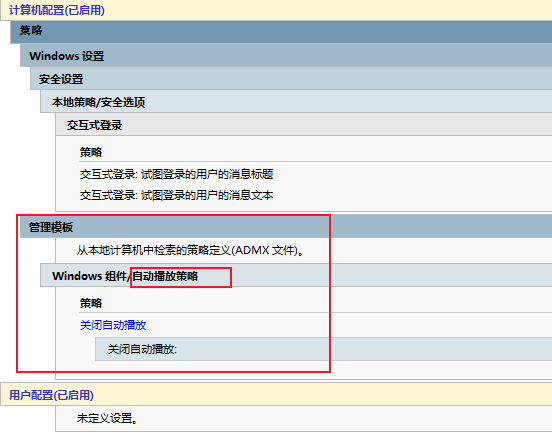 计算机配置(已启用)
策略
Windows 设置
安全设置
本地策略/安全选项
交互式登录
策略
交互式登录: 试图登录的用户的消息标题
交互式登录: 试图登录的用户的消息文本
管理模板
从本地计算机中检索的策略定义(ADMX 文件)。
Windows 组件/自动播放策略
策略
关闭自动播放
关闭自动播放:
用户配置(已启用)
未定义设置。